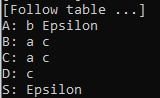 [Follow table ...]
A: b Epsilon
B: a c
C: a c
D: c
S: Epsilon